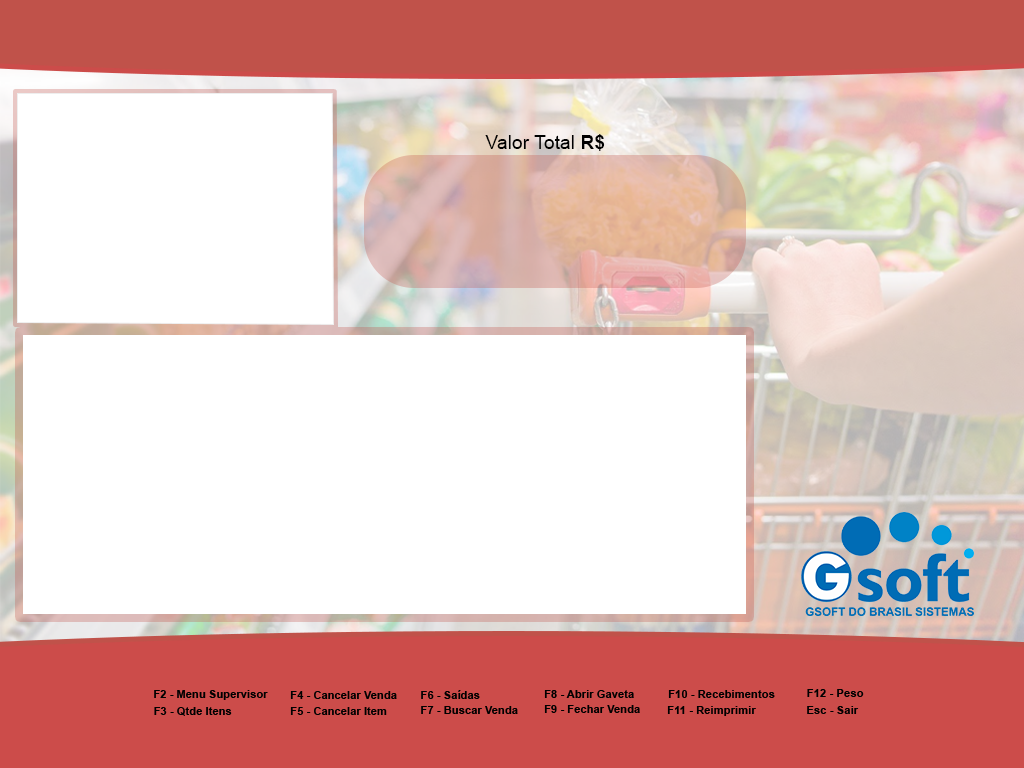 Valor Total R$
Gsoft
GSOFT DO BRASIL SISTEMAS
F2 - Menu Supervisor F4 - Cancelar Venda F6 - Saídas F8 - Abrir Gaveta F10 - Recebimentos F12 - Peso
F3 - Qtde Itens F5 - Cancelar Item F7 - Buscar Venda F9 - Fechar Venda F11 - Reimprimir Esc - Sair